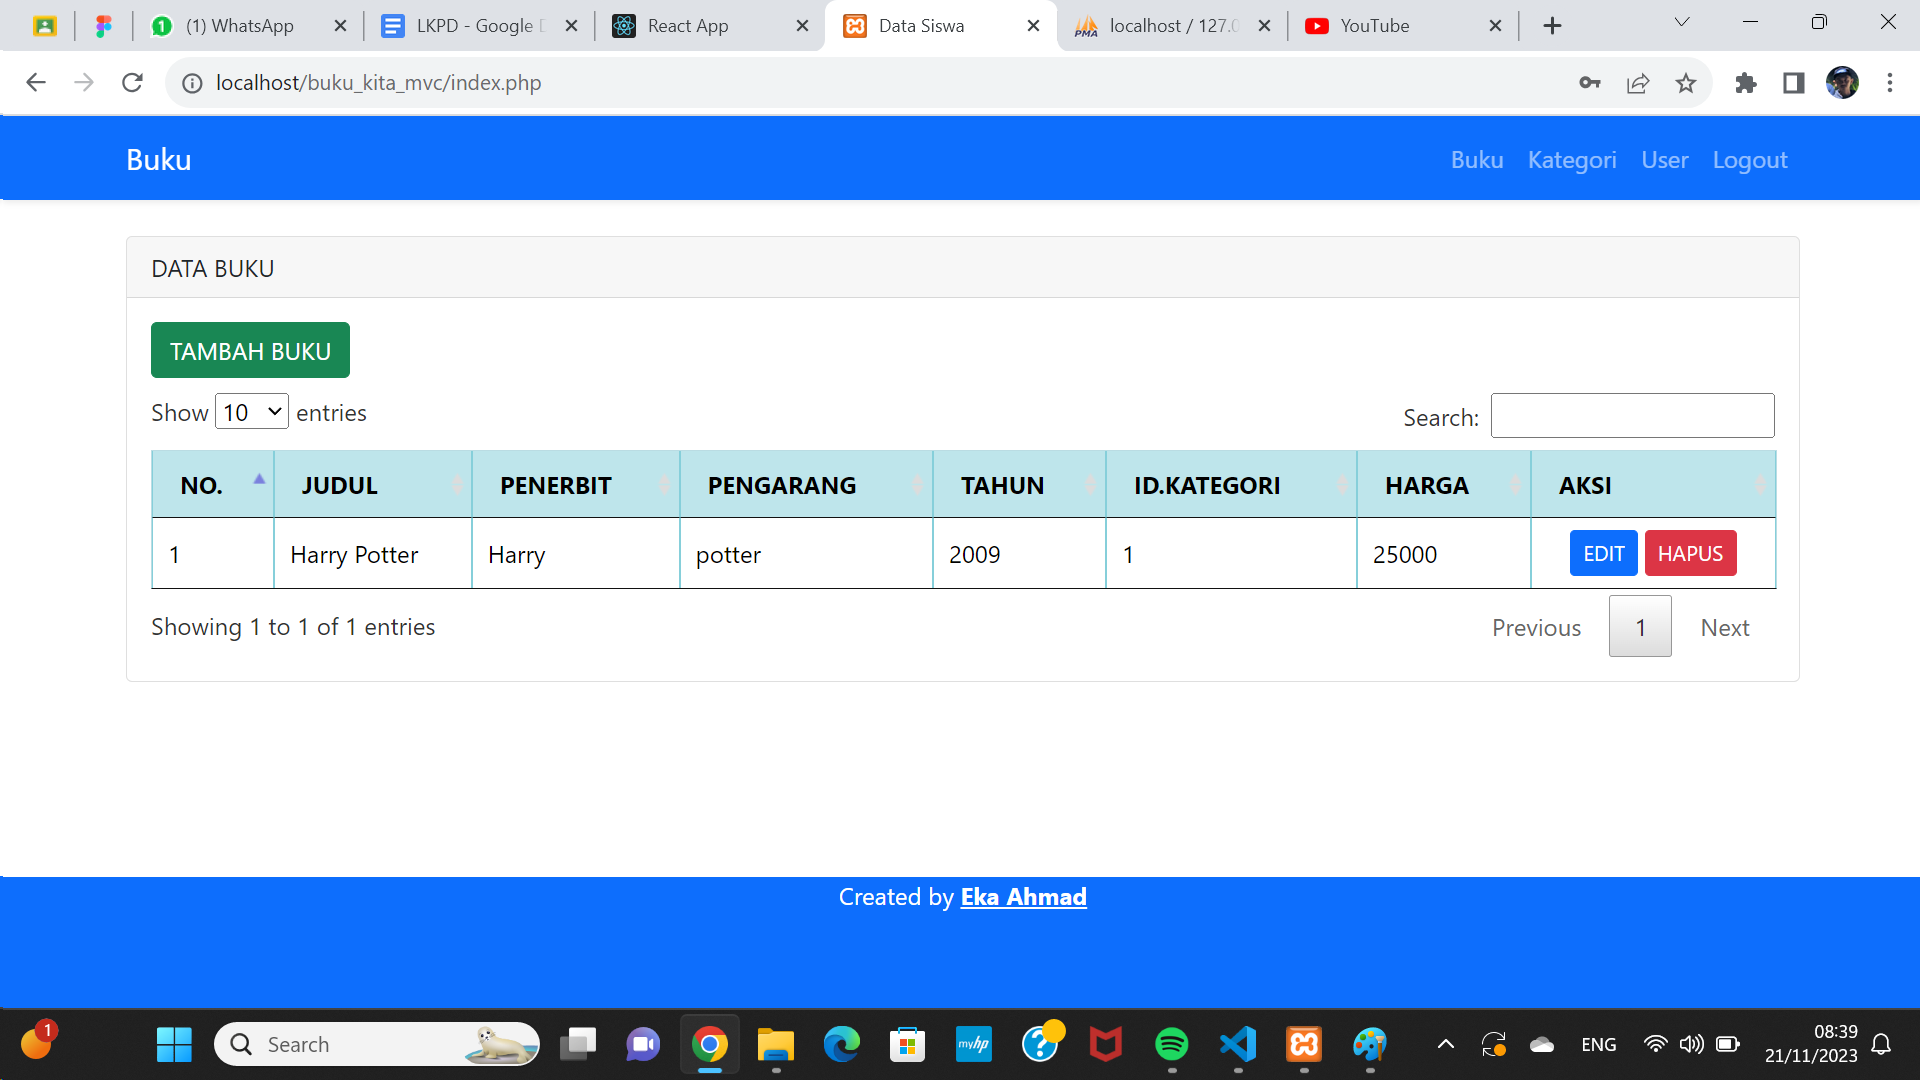 (1) WhatsApp
LKPD - Google D
React App
Data Siswa
localhost / 127.0
YouTube
localhost/buku_kita_mvc/index.php
Buku
Buku Kategori User Logout
DATA BUKU
TAMBAH BUKU
Show 10 entries
Search:
NO. JUDUL PENERBIT PENGARANG TAHUN ID.KATEGORI HARGA AKSI
1 Harry Potter Harry potter 2009 1 25000 EDIT HAPUS
Showing 1 to 1 of 1 entries
Previous 1 Next
Created by Eka Ahmad
1
Search
myhp
ENG
08:39
21/11/2023